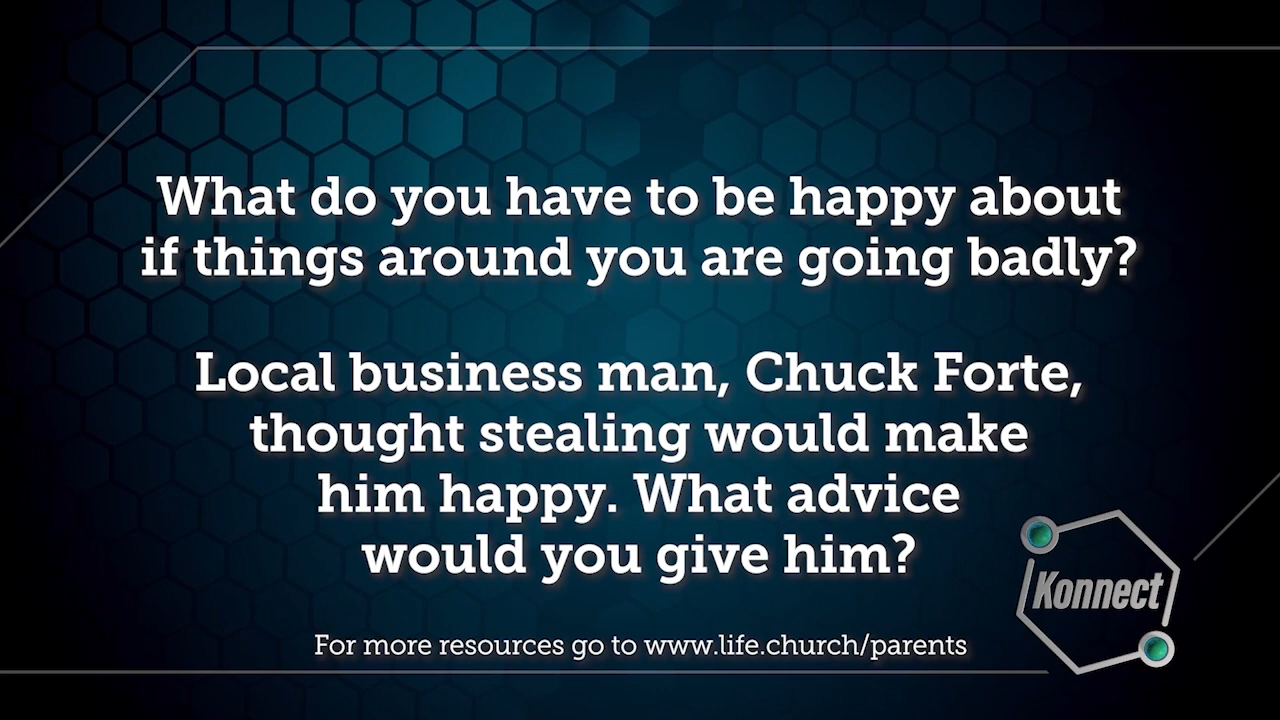 What do you have to be happy about
if things around you are going badly?
Local business man, Chuck Forte,
thought stealing would make
him happy. What advice
would you give him?
Konnect
For more resources go to www.life.church/parents